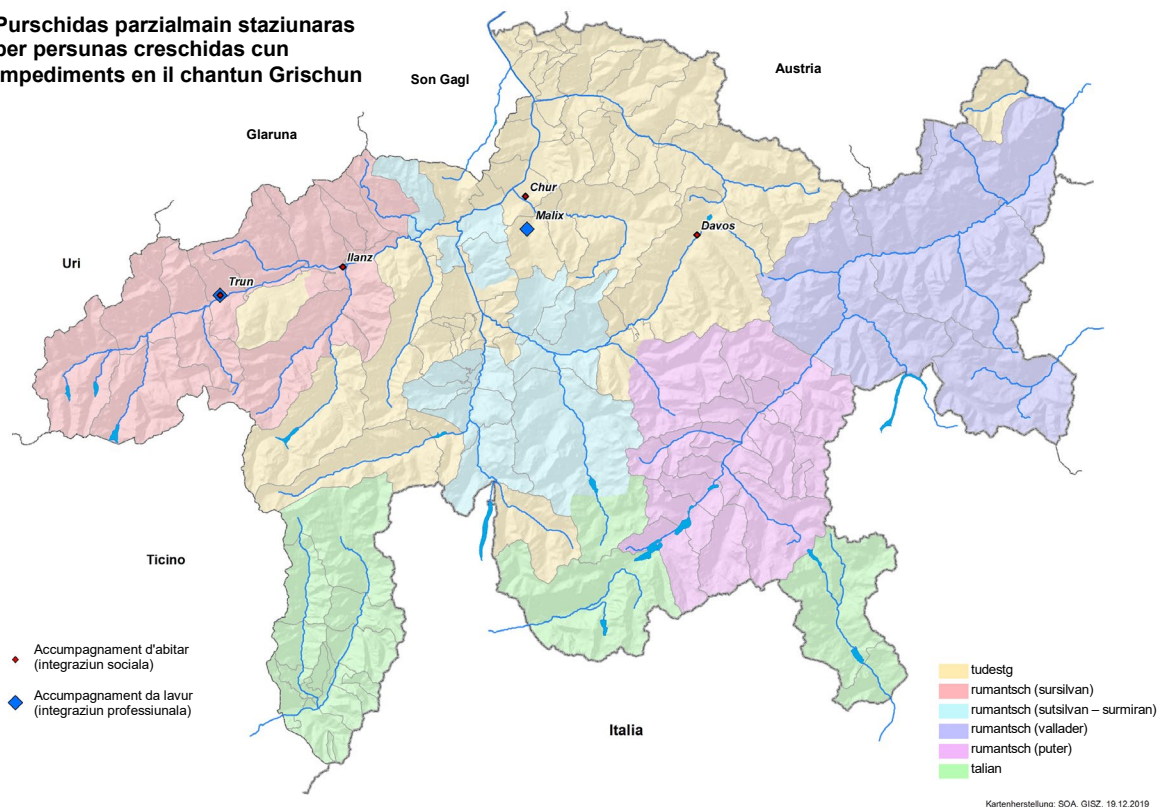 Purschidas parzialmain staziunaras
per persunas creschidas cun
impediments en il chantun Grischun
Son Gagl
Austria
Glaruna
Chur
Malix
Davos
Uri
Ilanz
Trun
Ticino
Accumpagnament d'abitar
(integraziun sociala)
Accumpagnament da lavur
(integraziun professiunala)
Italia
tudestg
rumantsch (sursilvan)
rumantsch (sutsilvan – surmiran)
rumantsch (vallader)
rumantsch (puter)
talian
Kartenherstellung: SOA, GISZ, 19.12.2019